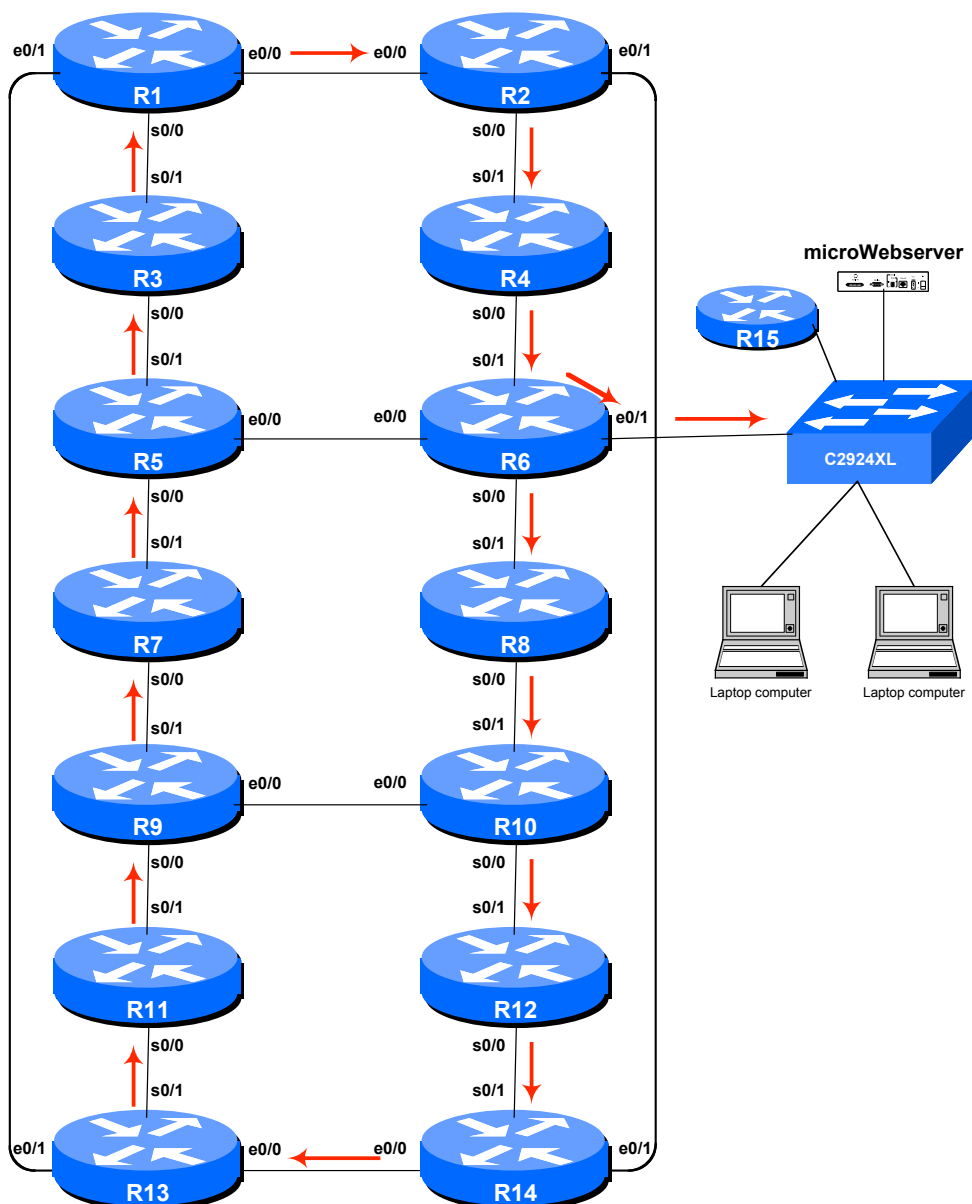 e0/1 e0/0 e0/0 e0/1
R1 R2
s0/0 s0/0
s0/1 s0/1
R3 R4
microWebserver
R15
s0/0 s0/0
s0/1 s0/1
e0/0 e0/0 e0/1
R5 R6
C2924XL
s0/0 s0/0
s0/1 s0/1
R7 R8
Laptop computer Laptop computer
s0/0 s0/0
s0/1 s0/1
e0/0 e0/0
R9 R10
s0/0 s0/0
s0/1 s0/1
R11 R12
s0/0 s0/0
s0/1 s0/1
e0/1 e0/0 e0/0 e0/1
R13 R14